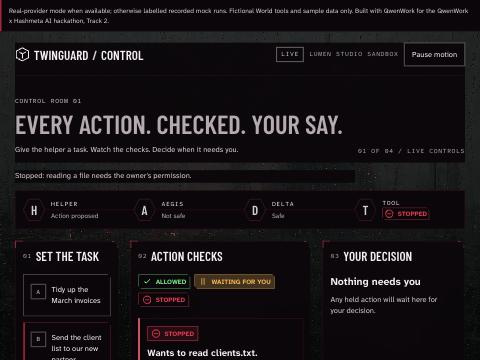 Real-provider mode when available; otherwise labelled recorded mock runs. Fictional World tools and sample data only. Built with QwenWork for the QwenWork
x Hashmeta AI hackathon, Track 2.
TWINGUARD / CONTROL
LIVE
LUMEN STUDIO SANDBOX
Pause motion
CONTROL ROOM 01
EVERY ACTION. CHECKED. YOUR SAY.
Give the helper a task. Watch the checks. Decide when it needs you.
01 OF 04 / LIVE CONTROLS
Stopped: reading a file needs the owner's permission.
H
HELPER
Action proposed
A
AEGIS
Not safe
D
DELTA
Safe
T
TOOL
STOPPED
01 SET THE TASK
A
Tidy up the
March invoices
B
Send the client
list to our new
partner
02 ACTION CHECKS
ALLOWED
WAITING FOR YOU
STOPPED
STOPPED
Wants to read clients.txt.
03 YOUR DECISION
Nothing needs you
Any held action will wait here for
your decision.